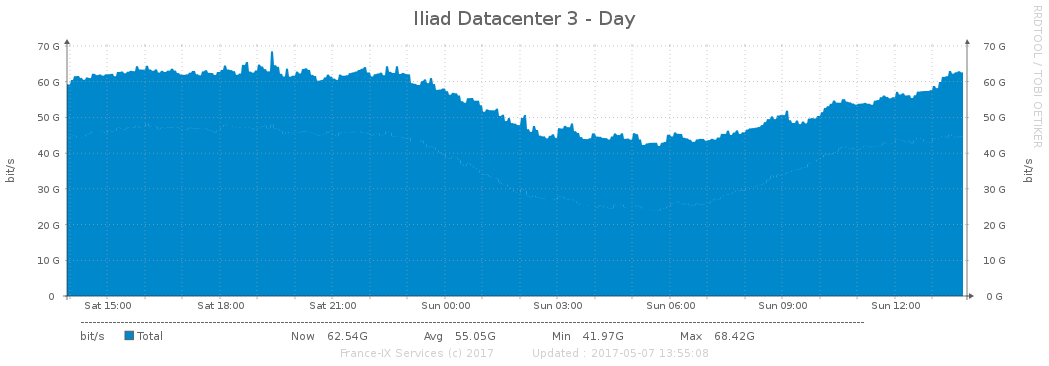 Iliad Datacenter 3 - Day
RRDTOOL / TOBI OETIKER
70 G 70 G
60 G 60 G
50 G 50 G
40 G 40 G
30 G 30 G
20 G 20 G
10 G 10 G
0 0 G
bit/s bit/s
Sat 15:00 Sat 18:00 Sat 21:00 Sun 00:00 Sun 03:00 Sun 06:00 Sun 09:00 Sun 12:00
bit/s Total Now 62.54G Avg 55.05G Min 41.97G Max 68.42G
France-IX Services (c) 2017 Updated : 2017-05-07 13:55:08